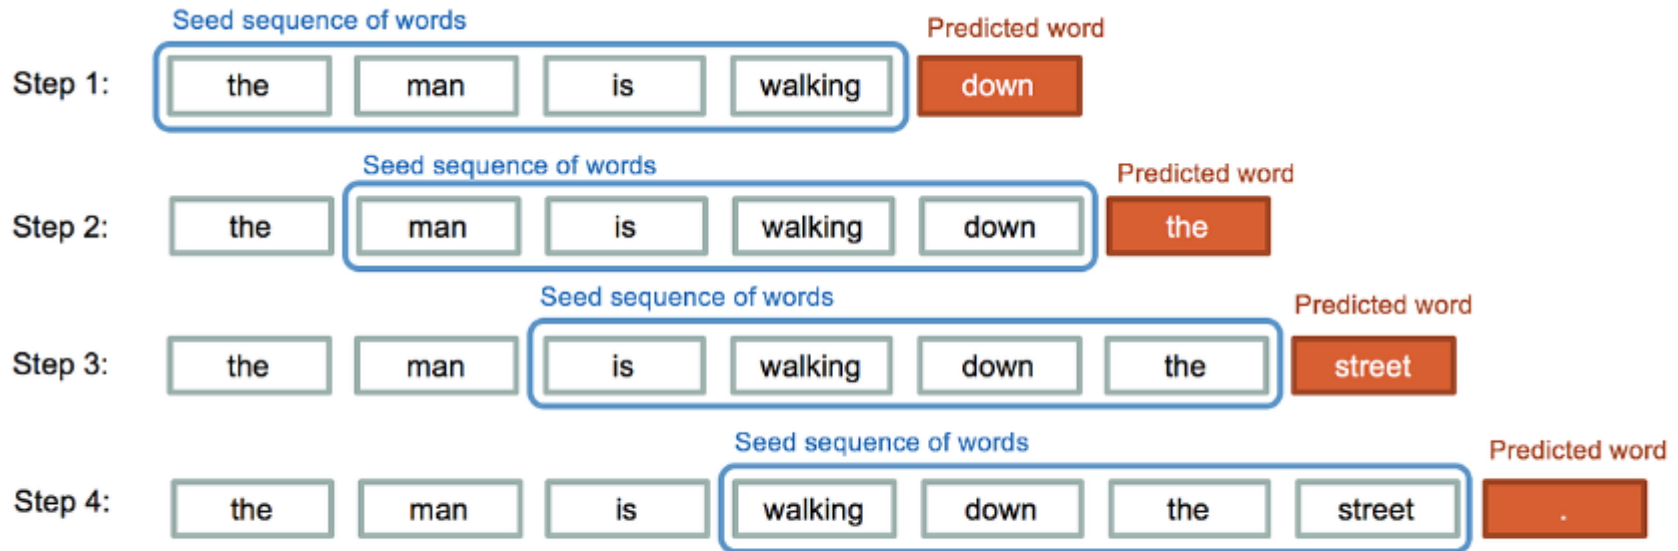 Seed sequence of words Predicted word
Step 1: the man is walking down
Seed sequence of words Predicted word
Step 2: the man is walking down the
Seed sequence of words Predicted word
Step 3: the man is walking down the street
Seed sequence of words Predicted word
Step 4: the man is walking down the street .